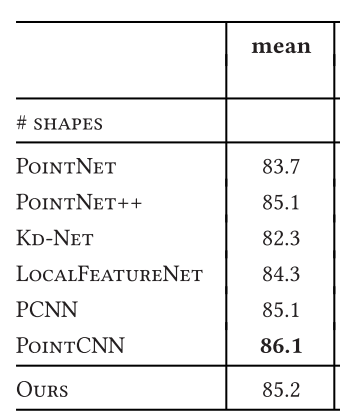 mean
# SHAPES
POINTNET 83.7
POINTNET++ 85.1
KD-NET 82.3
LOCALFEATURENET 84.3
PCNN 85.1
POINTCNN 86.1
OURS 85.2